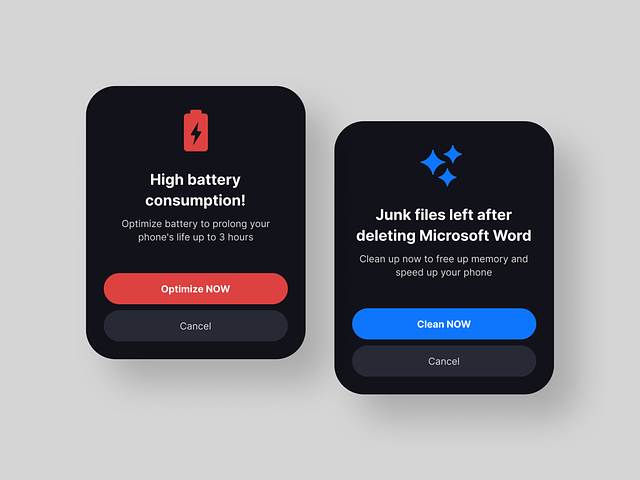 High battery
consumption!
Optimize battery to prolong your
phone's life up to 3 hours
Optimize NOW
Cancel
Junk files left after
deleting Microsoft Word
Clean up now to free up memory and
speed up your phone
Clean NOW
Cancel